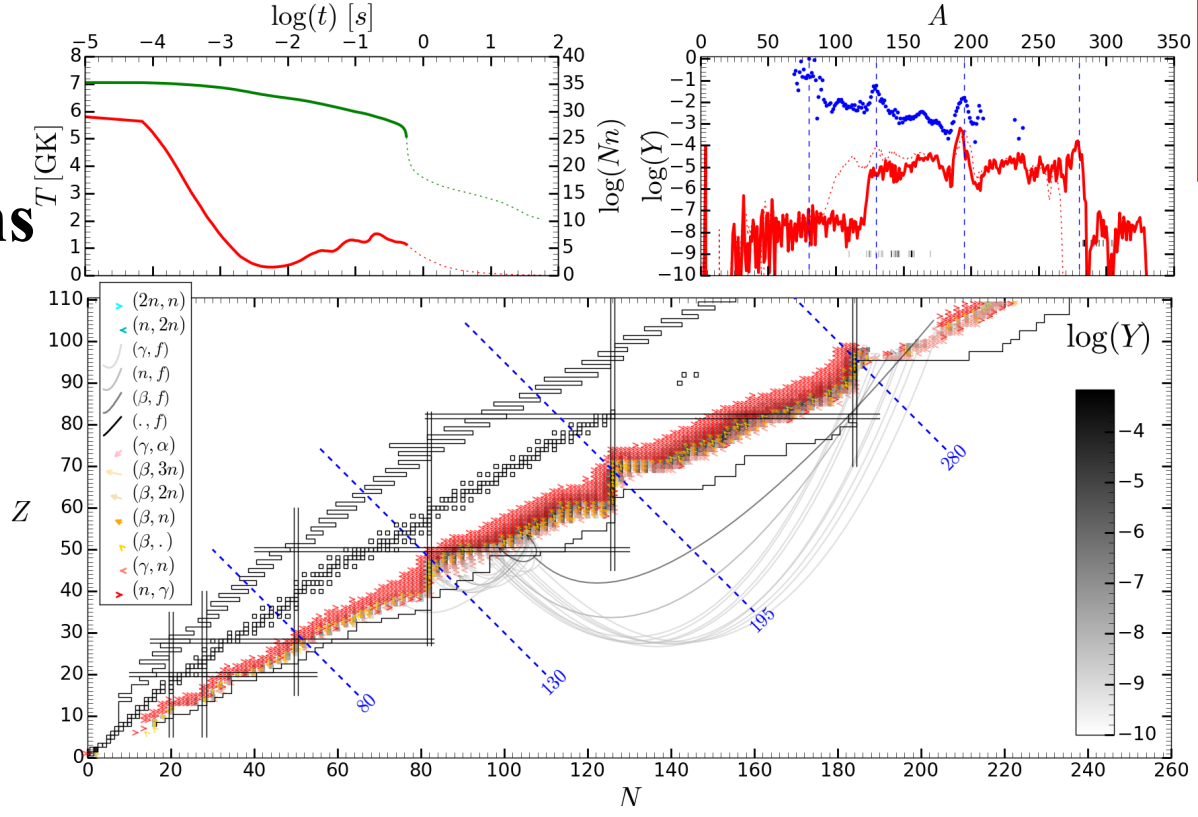 log(t) [s]
−5 −4 −3 −2 −1 0 1 2
8 7 6 5 4 3 2 1 0
T [GK]
40 35 30 25 20 15 10 5 0
log(Nn)
A
0 50 100 150 200 250 300 350
0 −1 −2 −3 −4 −5 −6 −7 −8 −9 −10
log(Y)
ns
(2n, n)
(n, 2n)
(γ, f)
(n, f)
(β, f)
(., f)
(γ, α)
(β, 3n)
(β, 2n)
(β, n)
(β, .)
(γ, n)
(n, γ)
110 100 90 80 70 60 50 40 30 20 10 0
Z
80
130
195
280
log(Y)
−4
−5
−6
−7
−8
−9
−10
0 20 40 60 80 100 120 140 160 180 200 220 240 260
N